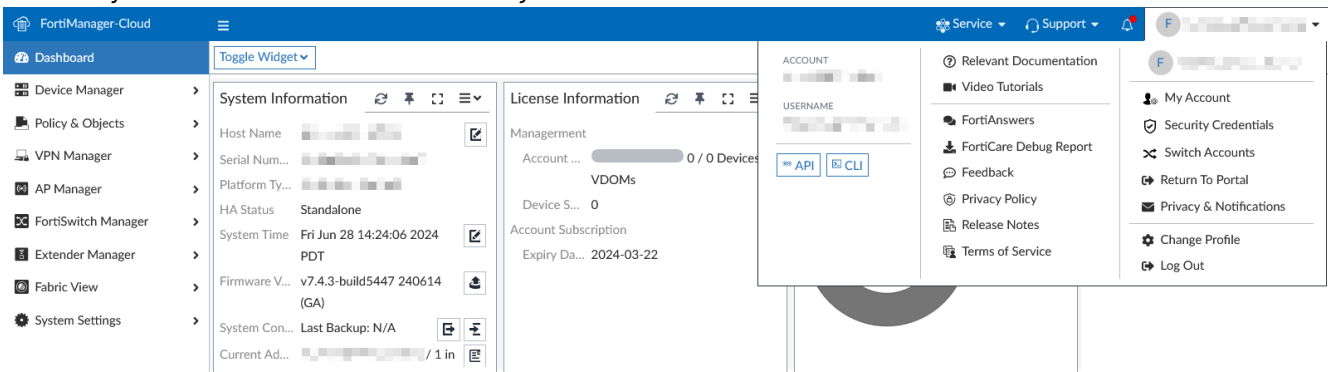 FortiManager-Cloud
Service
Support
F
Dashboard
Device Manager
Policy & Objects
VPN Manager
AP Manager
FortiSwitch Manager
Extender Manager
Fabric View
System Settings
Toggle Widget
System Information
Host Name
Serial Num...
Platform Ty...
HA Status Standalone
System Time Fri Jun 28 14:24:06 2024
PDT
Firmware V... v7.4.3-build5447 240614
(GA)
System Con... Last Backup: N/A
Current Ad... / 1 in
License Information
Management
Account ... 0 / 0 Devices
VDOMs
Device S... 0
Account Subscription
Expiry Da... 2024-03-22
ACCOUNT
USERNAME
API CLI
Relevant Documentation
Video Tutorials
FortiAnswers
FortiCare Debug Report
Feedback
Privacy Policy
Release Notes
Terms of Service
F
My Account
Security Credentials
Switch Accounts
Return To Portal
Privacy & Notifications
Change Profile
Log Out